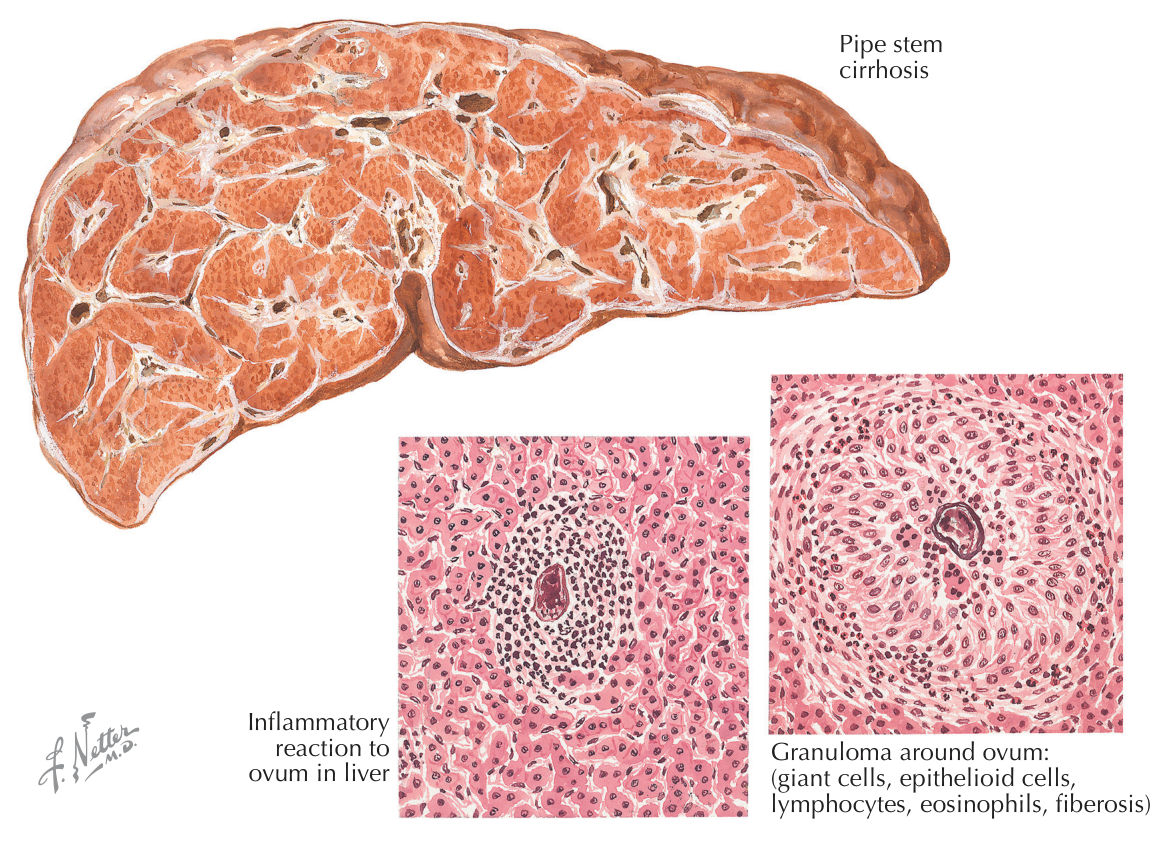 Pipe stem
cirrhosis
Inflammatory
reaction to
ovum in liver
Granuloma around ovum:
(giant cells, epithelioid cells,
lymphocytes, eosinophils, fiberosis)
F. Netter
M.D.